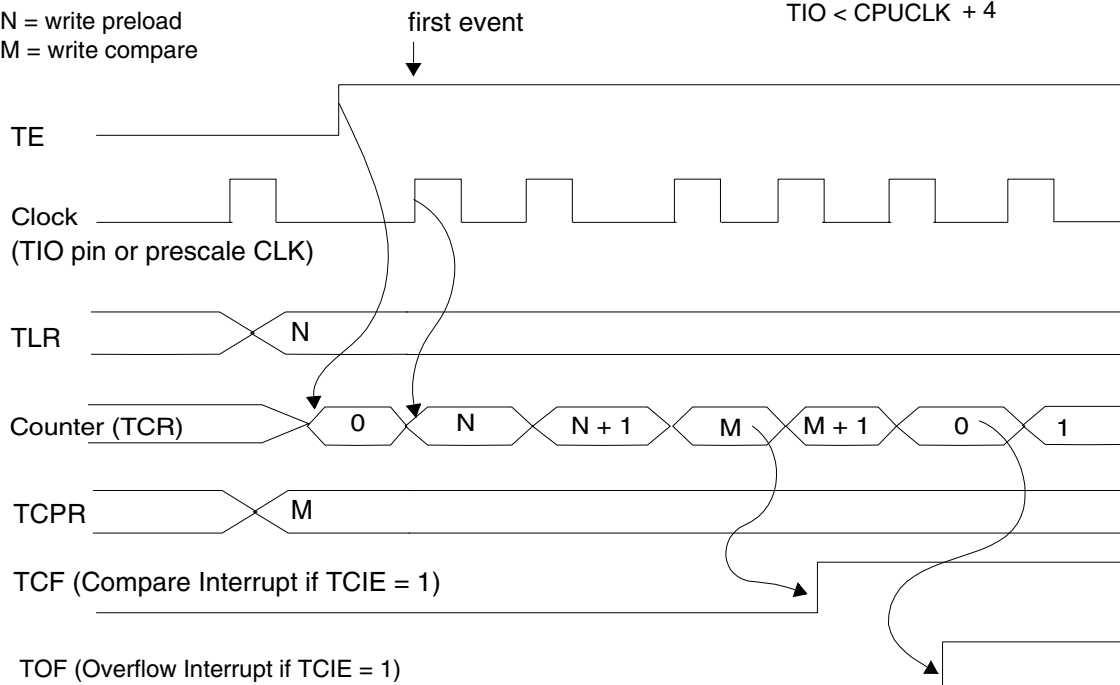 N = write preload
M = write compare
first event
TIO < CPUCLK + 4
TE
Clock
(TIO pin or prescale CLK)
TLR
N
Counter (TCR)
0
N
N + 1
M
M + 1
0
1
TCPR
M
TCF (Compare Interrupt if TCIE = 1)
TOF (Overflow Interrupt if TCIE = 1)